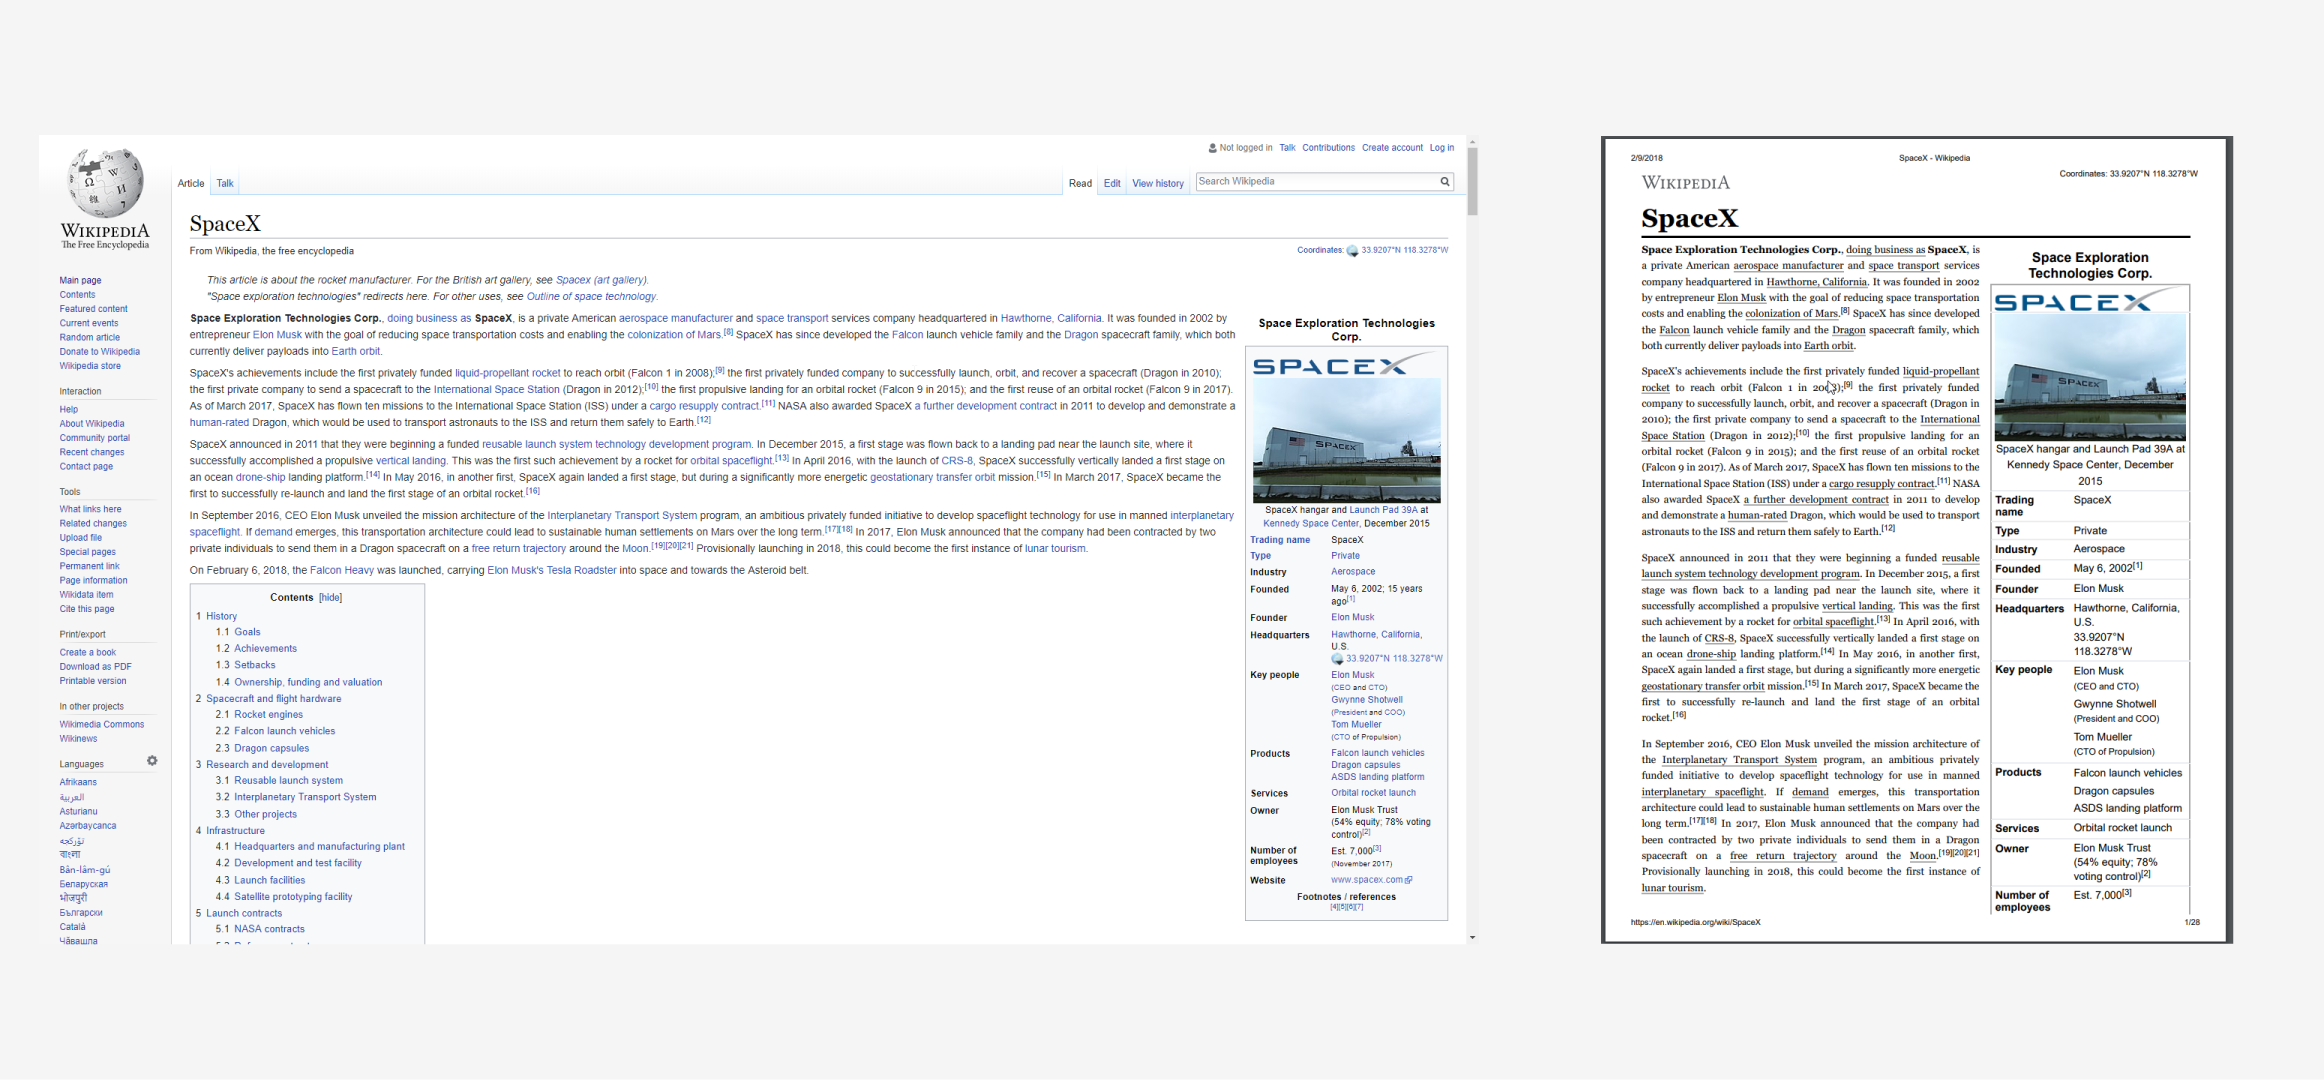 Not logged in Talk Contributions Create account Log in
Article Talk
Read Edit View history Search Wikipedia
WIKIPEDIA
The Free Encyclopedia
Main page
Contents
Featured content
Current events
Random article
Donate to Wikipedia
Wikipedia store
Interaction
Help
About Wikipedia
Community portal
Recent changes
Contact page
Tools
What links here
Related changes
Upload file
Special pages
Permanent link
Page information
Wikidata item
Cite this page
Print/export
Create a book
Download as PDF
Printable version
In other projects
Wikimedia Commons
Wikinews
Languages
Afrikaans
العربية
Asturianu
Azərbaycanca
تۆرکجه
বাংলা
Bân-lâm-gú
Беларуская
भोजपुरी
Български
Català
Чӑвашла
SpaceX
From Wikipedia, the free encyclopedia
Coordinates: 33.9207°N 118.3278°W
This article is about the rocket manufacturer. For the British art gallery, see Spacex (art gallery).
"Space exploration technologies" redirects here. For other uses, see Outline of space technology.
Space Exploration Technologies Corp., doing business as SpaceX, is a private American aerospace manufacturer and space transport services company headquartered in Hawthorne, California. It was founded in 2002 by
entrepreneur Elon Musk with the goal of reducing space transportation costs and enabling the colonization of Mars.[8] SpaceX has since developed the Falcon launch vehicle family and the Dragon spacecraft family, which both
currently deliver payloads into Earth orbit.
SpaceX's achievements include the first privately funded liquid-propellant rocket to reach orbit (Falcon 1 in 2008);[9] the first privately funded company to successfully launch, orbit, and recover a spacecraft (Dragon in 2010);
the first private company to send a spacecraft to the International Space Station (Dragon in 2012);[10] the first propulsive landing for an orbital rocket (Falcon 9 in 2015); and the first reuse of an orbital rocket (Falcon 9 in 2017).
As of March 2017, SpaceX has flown ten missions to the International Space Station (ISS) under a cargo resupply contract.[11] NASA also awarded SpaceX a further development contract in 2011 to develop and demonstrate a
human-rated Dragon, which would be used to transport astronauts to the ISS and return them safely to Earth.[12]
SpaceX announced in 2011 that they were beginning a funded reusable launch system technology development program. In December 2015, a first stage was flown back to a landing pad near the launch site, where it
successfully accomplished a propulsive vertical landing. This was the first such achievement by a rocket for orbital spaceflight.[13] In April 2016, with the launch of CRS-8, SpaceX successfully vertically landed a first stage on
an ocean drone-ship landing platform.[14] In May 2016, in another first, SpaceX again landed a first stage, but during a significantly more energetic geostationary transfer orbit mission.[15] In March 2017, SpaceX became the
first to successfully re-launch and land the first stage of an orbital rocket.[16]
In September 2016, CEO Elon Musk unveiled the mission architecture of the Interplanetary Transport System program, an ambitious privately funded initiative to develop spaceflight technology for use in manned interplanetary
spaceflight. If demand emerges, this transportation architecture could lead to sustainable human settlements on Mars over the long term.[17][18] In 2017, Elon Musk announced that the company had been contracted by two
private individuals to send them in a Dragon spacecraft on a free return trajectory around the Moon.[19][20][21] Provisionally launching in 2018, this could become the first instance of lunar tourism.
On February 6, 2018, the Falcon Heavy was launched, carrying Elon Musk's Tesla Roadster into space and towards the Asteroid belt.
Contents [hide]
1 History
1.1 Goals
1.2 Achievements
1.3 Setbacks
1.4 Ownership, funding and valuation
2 Spacecraft and flight hardware
2.1 Rocket engines
2.2 Falcon launch vehicles
2.3 Dragon capsules
3 Research and development
3.1 Reusable launch system
3.2 Interplanetary Transport System
3.3 Other projects
4 Infrastructure
4.1 Headquarters and manufacturing plant
4.2 Development and test facility
4.3 Launch facilities
4.4 Satellite prototyping facility
5 Launch contracts
5.1 NASA contracts
Space Exploration Technologies
Corp.
SPACEX
SPACEX
SpaceX hangar and Launch Pad 39A at
Kennedy Space Center, December 2015
Trading name SpaceX
Type Private
Industry Aerospace
Founded May 6, 2002; 15 years
ago[1]
Founder Elon Musk
Headquarters Hawthorne, California,
U.S.
33.9207°N 118.3278°W
Key people Elon Musk
(CEO and CTO)
Gwynne Shotwell
(President and COO)
Tom Mueller
(CTO of Propulsion)
Products Falcon launch vehicles
Dragon capsules
ASDS landing platform
Services Orbital rocket launch
Owner Elon Musk Trust
(54% equity; 78% voting
control)[2]
Number of Est. 7,000[3]
employees (November 2017)
Website www.spacex.com
Footnotes / references
[4][5][6][7]
2/9/2018 SpaceX - Wikipedia
WIKIPEDIA
Coordinates: 33.9207°N 118.3278°W
SpaceX
Space Exploration Technologies Corp., doing business as SpaceX, is
a private American aerospace manufacturer and space transport services
company headquartered in Hawthorne, California. It was founded in 2002
by entrepreneur Elon Musk with the goal of reducing space transportation
costs and enabling the colonization of Mars.[8] SpaceX has since developed
the Falcon launch vehicle family and the Dragon spacecraft family, which
both currently deliver payloads into Earth orbit.
SpaceX's achievements include the first privately funded liquid-propellant
rocket to reach orbit (Falcon 1 in 2008);[9] the first privately funded
company to successfully launch, orbit, and recover a spacecraft (Dragon in
2010); the first private company to send a spacecraft to the International
Space Station (Dragon in 2012);[10] the first propulsive landing for an
orbital rocket (Falcon 9 in 2015); and the first reuse of an orbital rocket
(Falcon 9 in 2017). As of March 2017, SpaceX has flown ten missions to the
International Space Station (ISS) under a cargo resupply contract.[11] NASA
also awarded SpaceX a further development contract in 2011 to develop
and demonstrate a human-rated Dragon, which would be used to transport
astronauts to the ISS and return them safely to Earth.[12]
SpaceX announced in 2011 that they were beginning a funded reusable
launch system technology development program. In December 2015, a first
stage was flown back to a landing pad near the launch site, where it
successfully accomplished a propulsive vertical landing. This was the first
such achievement by a rocket for orbital spaceflight.[13] In April 2016, with
the launch of CRS-8, SpaceX successfully vertically landed a first stage on
an ocean drone-ship landing platform.[14] In May 2016, in another first,
SpaceX again landed a first stage, but during a significantly more energetic
geostationary transfer orbit mission.[15] In March 2017, SpaceX became the
first to successfully re-launch and land the first stage of an orbital
rocket.[16]
In September 2016, CEO Elon Musk unveiled the mission architecture of
the Interplanetary Transport System program, an ambitious privately
funded initiative to develop spaceflight technology for use in manned
interplanetary spaceflight. If demand emerges, this transportation
architecture could lead to sustainable human settlements on Mars over the
long term.[17][18] In 2017, Elon Musk announced that the company had
been contracted by two private individuals to send them in a Dragon
spacecraft on a free return trajectory around the Moon.[19][20][21]
Provisionally launching in 2018, this could become the first instance of
lunar tourism.
Space Exploration
Technologies Corp.
SPACEX
SPACEX
SpaceX hangar and Launch Pad 39A at
Kennedy Space Center, December
2015
Trading SpaceX
name
Type Private
Industry Aerospace
Founded May 6, 2002[1]
Founder Elon Musk
Headquarters Hawthorne, California,
U.S.
33.9207°N
118.3278°W
Key people Elon Musk
(CEO and CTO)
Gwynne Shotwell
(President and COO)
Tom Mueller
(CTO of Propulsion)
Products Falcon launch vehicles
Dragon capsules
ASDS landing platform
Services Orbital rocket launch
Owner Elon Musk Trust
(54% equity; 78%
voting control)[2]
Number of Est. 7,000[3]
employees
https://en.wikipedia.org/wiki/SpaceX 1/28